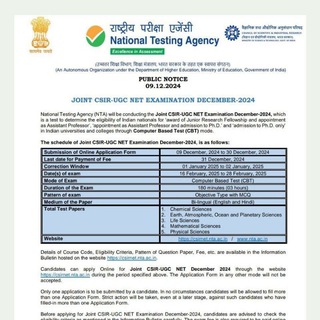 राष्ट्रीय परीक्षा एजेंसी
National Testing Agency
Excellence in Assessment
(An Autonomous Organization under the Department of Higher Education, Ministry of Education, Government of India)
PUBLIC NOTICE
09.12.2024
JOINT CSIR-UGC NET EXAMINATION DECEMBER-2024
National Testing Agency (NTA) will be conducting the Joint CSIR-UGC NET Examination December-2024, which
is a test to determine the eligibility of Indian nationals for 'award of Junior Research Fellowship and appointment
as Assistant Professor', 'appointment as Assistant Professor and admission to Ph.D.' and 'admission to Ph.D. only'
in Indian universities and colleges through Computer Based Test (CBT) mode.
The schedule of Joint CSIR-UGC NET Examination December-2024, is as follows:
Submission of Online Application Form 09 December, 2024 to 30 December, 2024
Last date for Payment of Fee 31 December, 2024
Correction Window 01 January 2025 to 02 January, 2025
Date(s) of exam 16 February, 2025 to 28 February, 2025
Mode of Exam Computer Based Test (CBT)
Duration of the Exam 180 minutes (03 hours)
Pattern of Exam Objective Type with MCQ
Medium of the Paper Bi-lingual (English and Hindi)
Total Test Papers 1. Chemical Sciences
2. Earth, Atmospheric, Ocean and Planetary Sciences
3. Life Sciences
4. Mathematical Sciences
5. Physical Sciences
Website https://csirnet.nta.ac.in / www.nta.ac.in
Details of Course Code, Eligibility Criteria, Pattern of Question Paper, Fee, etc. are available in the Information
Bulletin hosted on the website https://csirnet.nta.ac.in.
Candidates can apply Online for Joint CSIR-UGC NET December 2024 through the website
https://csirnet.nta.ac.in during the period specified above. The Application Form in any other mode will not be
accepted.
Only one application is to be submitted by a candidate. In no circumstances candidates will be allowed to fill
more than one Application Form. Strict action will be taken, even at a later stage, against such candidates who have
filled-in more than one Application Form.
Before applying for Joint CSIR-UGC NET Examination December-2024, candidates are advised to check the